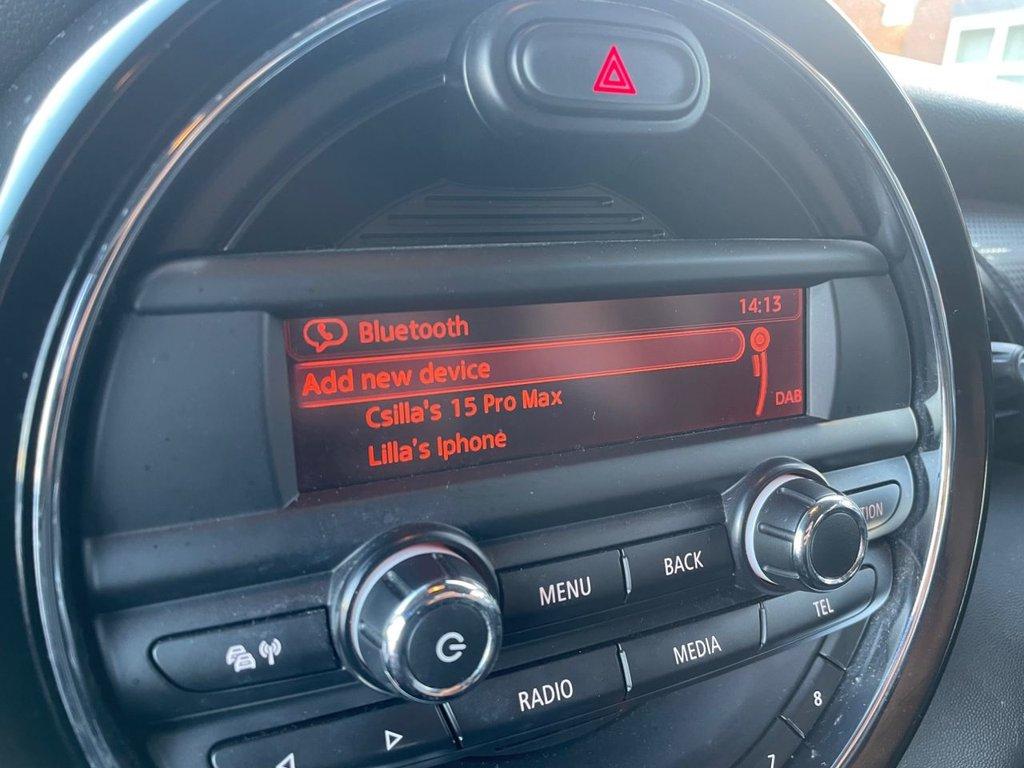 14:13
Bluetooth
Add new device
Csilla's 15 Pro Max
DAB
Lilla's Iphone
MENU
BACK
TEL
RADIO
MEDIA
8
7